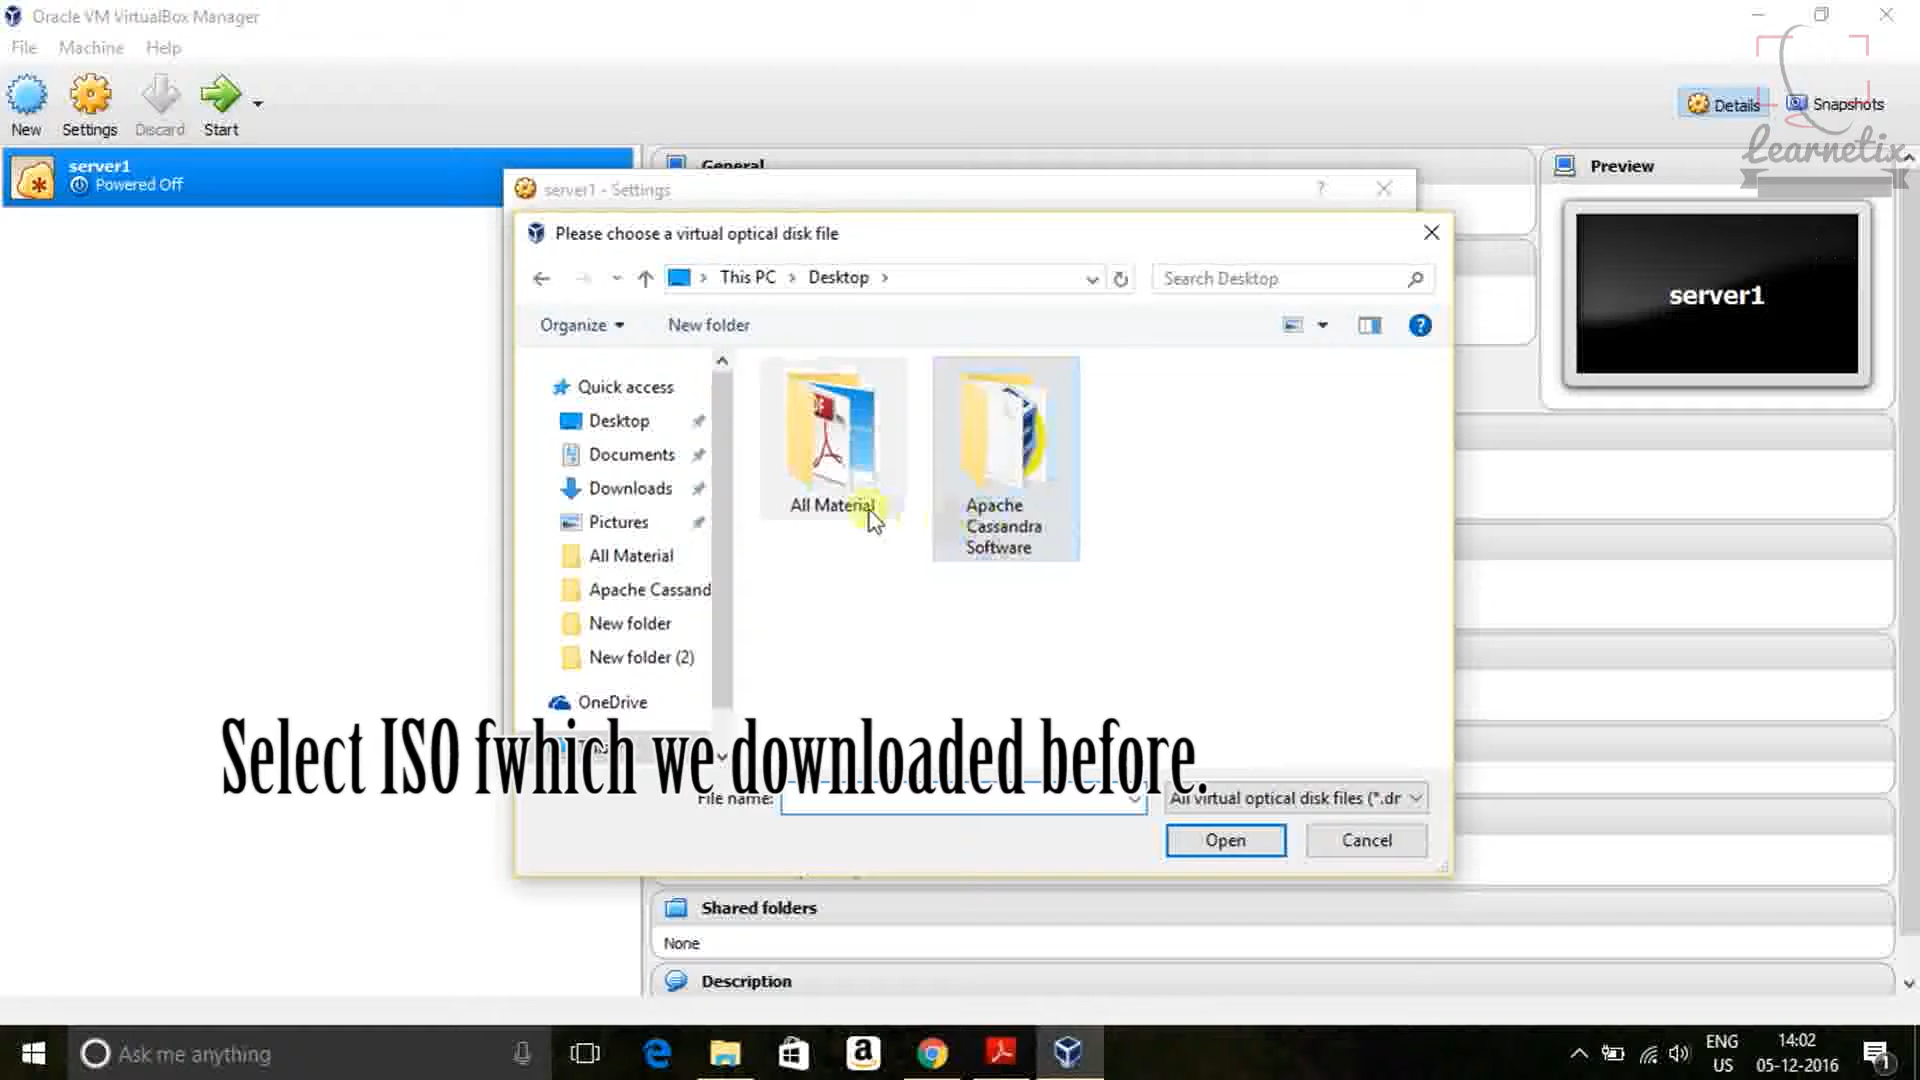 Oracle VM VirtualBox Manager
File Machine Help
New Settings Discard Start
Details Snapshots
Learnetix
server1
Powered Off
General
Preview
server1
server1 - Settings
Please choose a virtual optical disk file
This PC Desktop
Search Desktop
Organize New folder
Quick access
Desktop
Documents
Downloads
Pictures
All Material
Apache Cassand
New folder
New folder (2)
OneDrive
All Material
Apache
Cassandra
Software
Select ISO fwhich we downloaded before.
File name:
All virtual optical disk files (*.dr
Open Cancel
Shared folders
None
Description
Ask me anything
ENG
US
14:02
05-12-2016
1